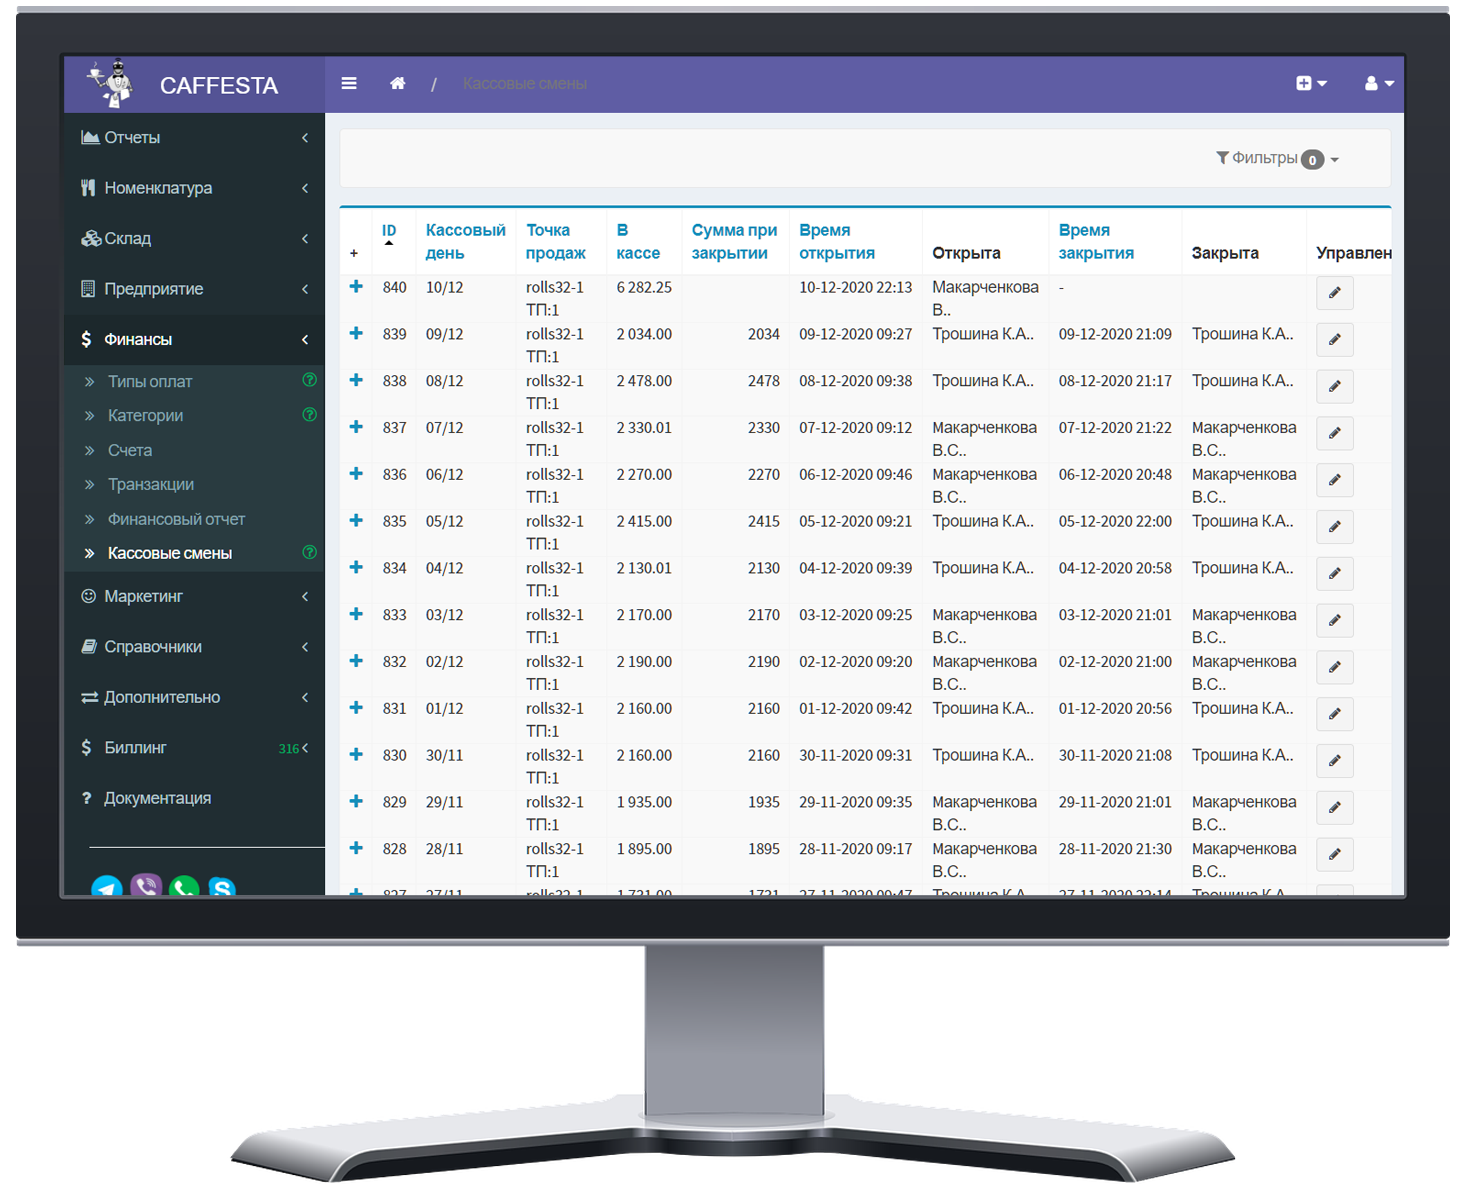 CAFFESTA
/ Кассовые смены
Отчеты
Номенклатура
Склад
Предприятие
Финансы
Типы оплат
Категории
Счета
Транзакции
Финансовый отчет
Кассовые смены
Маркетинг
Справочники
Дополнительно
Биллинг 316
Документация
Фильтры 0
+ ID Кассовый день Точка продаж В кассе Сумма при закрытии Время открытия Открыта Время закрытия Закрыта Управлен
840 10/12 rolls32-1 6 282.25 10-12-2020 22:13 Макарченкова -
ТП:1 В..
839 09/12 rolls32-1 2 034.00 2034 09-12-2020 09:27 Трошина К.А.. 09-12-2020 21:09 Трошина К.А..
ТП:1
838 08/12 rolls32-1 2 478.00 2478 08-12-2020 09:38 Трошина К.А.. 08-12-2020 21:17 Трошина К.А..
ТП:1
837 07/12 rolls32-1 2 330.01 2330 07-12-2020 09:12 Макарченкова 07-12-2020 21:22 Макарченкова
ТП:1 В.С.. В.С..
836 06/12 rolls32-1 2 270.00 2270 06-12-2020 09:46 Макарченкова 06-12-2020 20:48 Макарченкова
ТП:1 В.С.. В.С..
835 05/12 rolls32-1 2 415.00 2415 05-12-2020 09:21 Трошина К.А.. 05-12-2020 22:00 Трошина К.А..
ТП:1
834 04/12 rolls32-1 2 130.01 2130 04-12-2020 09:39 Трошина К.А.. 04-12-2020 20:58 Трошина К.А..
ТП:1
833 03/12 rolls32-1 2 170.00 2170 03-12-2020 09:25 Макарченкова 03-12-2020 21:01 Макарченкова
ТП:1 В.С.. В.С..
832 02/12 rolls32-1 2 190.00 2190 02-12-2020 09:20 Макарченкова 02-12-2020 21:00 Макарченкова
ТП:1 В.С.. В.С..
831 01/12 rolls32-1 2 160.00 2160 01-12-2020 09:42 Трошина К.А.. 01-12-2020 20:56 Трошина К.А..
ТП:1
830 30/11 rolls32-1 2 160.00 2160 30-11-2020 09:31 Трошина К.А.. 30-11-2020 21:08 Трошина К.А..
ТП:1
829 29/11 rolls32-1 1 935.00 1935 29-11-2020 09:35 Макарченкова 29-11-2020 21:01 Макарченкова
ТП:1 В.С.. В.С..
828 28/11 rolls32-1 1 895.00 1895 28-11-2020 09:17 Макарченкова 28-11-2020 21:30 Макарченкова
ТП:1 В.С.. В.С..